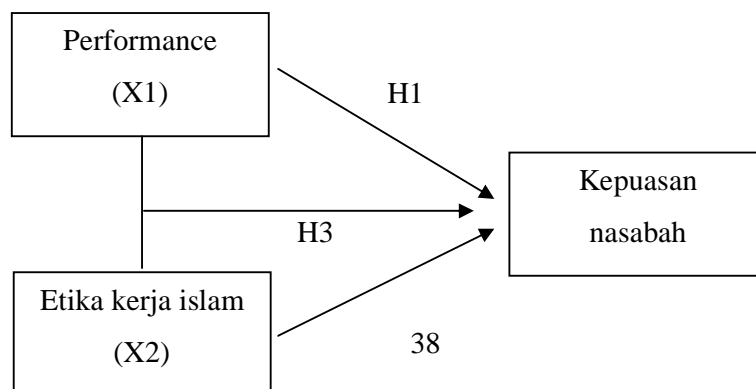 Performance
(X1)
H1
Kepuasan
nasabah
H3
Etika kerja islam
(X2)
38